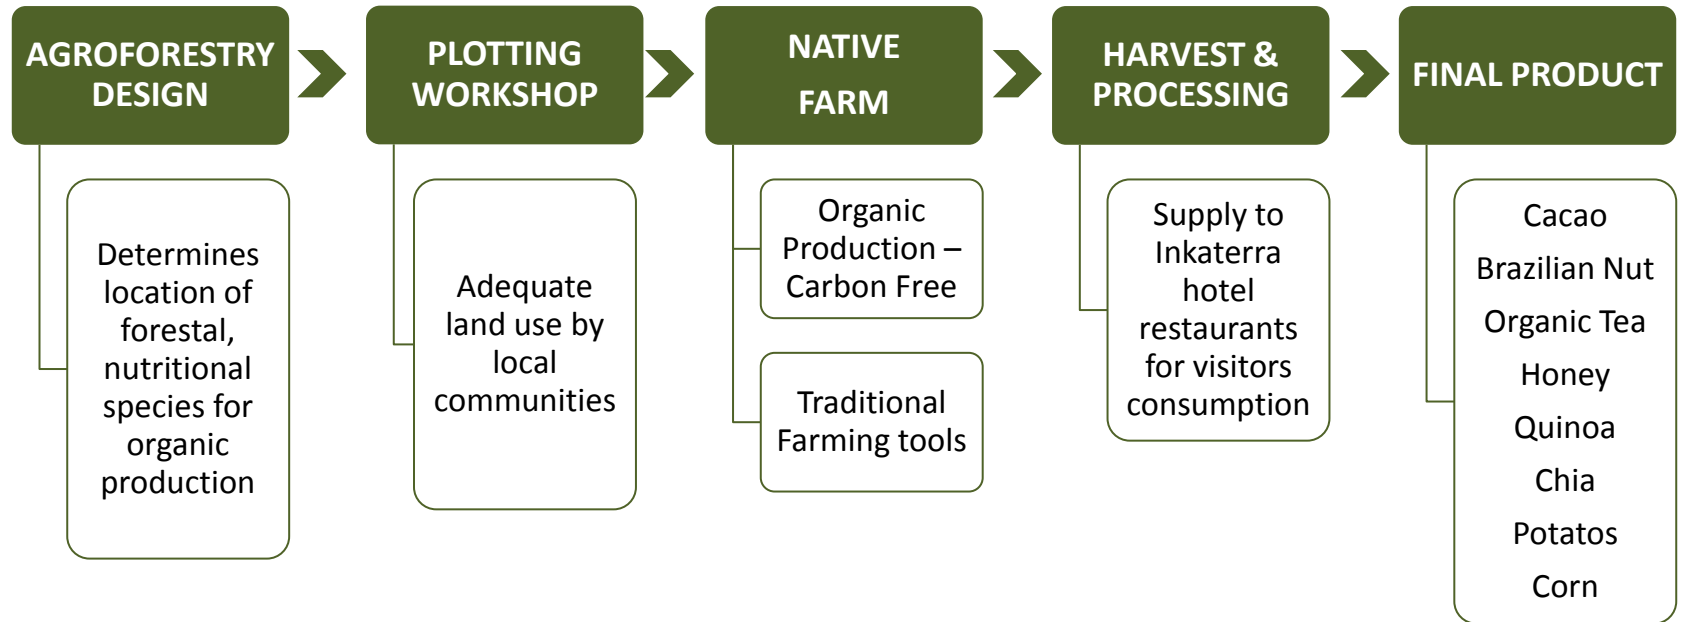 AGROFORESTRY
DESIGN
Determines
location of
forestal,
nutritional
species for
organic
production
PLOTTING
WORKSHOP
Adequate
land use by
local
communities
NATIVE
FARM
Organic
Production –
Carbon Free
Traditional
Farming tools
HARVEST &
PROCESSING
Supply to
Inkaterra
hotel
restaurants
for visitors
consumption
FINAL PRODUCT
Cacao
Brazilian Nut
Organic Tea
Honey
Quinoa
Chia
Potatos
Corn